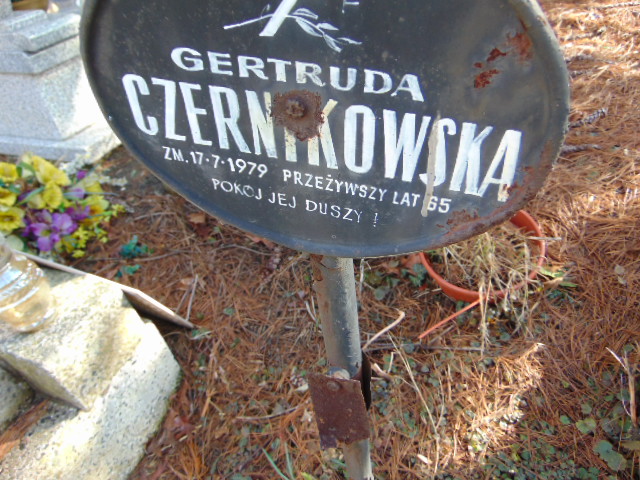 GERTRUDA
CZERNIKOWSKA
ZM. 17·7·1979 PRZEŻYWSZY LAT 65
POKÓJ JEJ DUSZY !